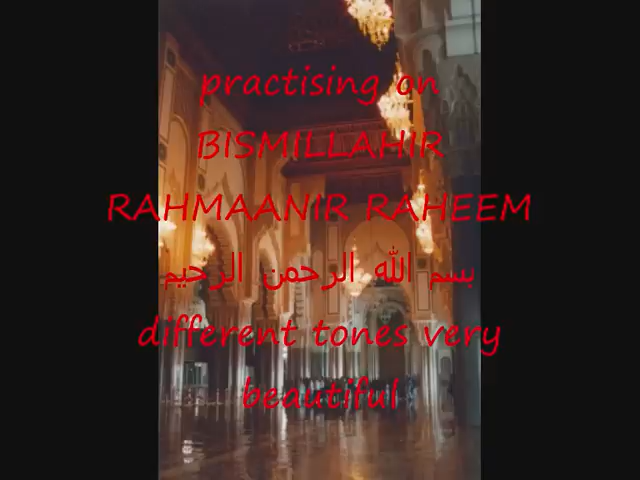 practising on
BISMILLAHIR
RAHMAANIR RAHEEM
بسم الله الرحمن الرحيم
different tones very
beautiful